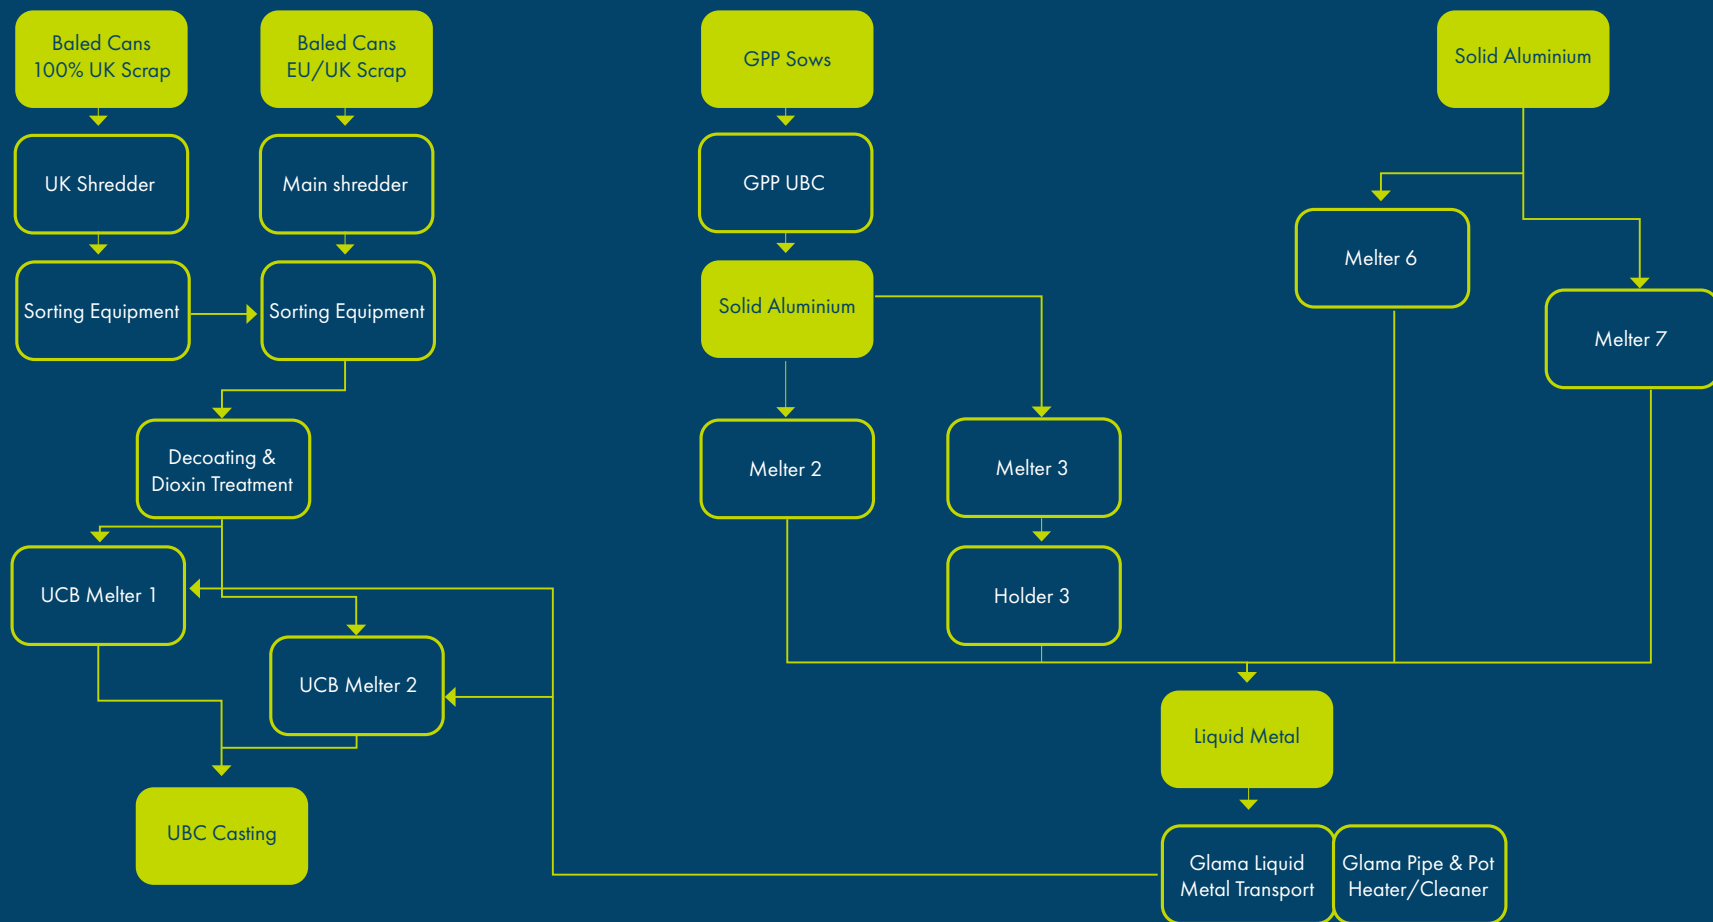 Baled Cans
100% UK Scrap
Baled Cans
EU/UK Scrap
GPP Sows
Solid Aluminium
UK Shredder
Main shredder
GPP UBC
Melter 6
Sorting Equipment
Sorting Equipment
Solid Aluminium
Melter 7
Decoating &
Dioxin Treatment
Melter 2
Melter 3
UCB Melter 1
Holder 3
UCB Melter 2
Liquid Metal
UBC Casting
Glama Liquid
Metal Transport
Glama Pipe & Pot
Heater/Cleaner